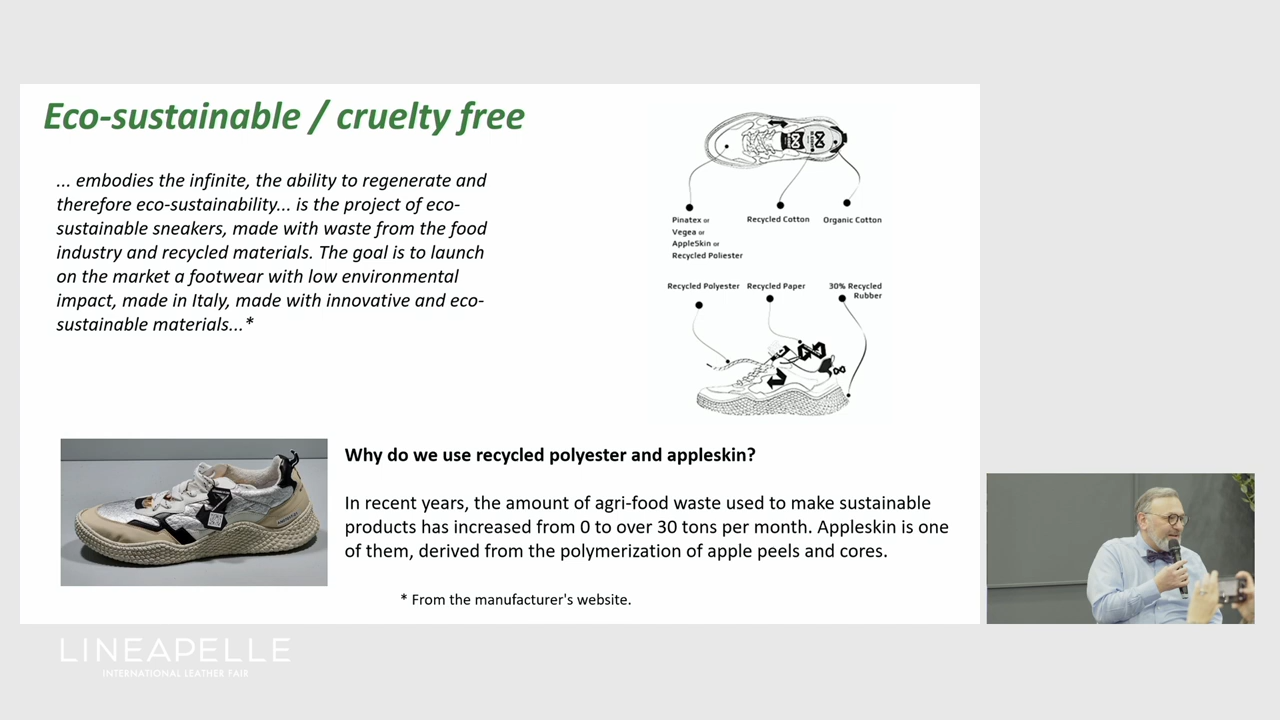 Eco-sustainable / cruelty free
... embodies the infinite, the ability to regenerate and
therefore eco-sustainability... is the project of eco-
sustainable sneakers, made with waste from the food
industry and recycled materials. The goal is to launch
on the market a footwear with low environmental
impact, made in Italy, made with innovative and eco-
sustainable materials...*
Pinatex or
Vegea or
AppleSkin or
Recycled Poliester
Recycled Cotton
Organic Cotton
Recycled Polyester
Recycled Paper
30% Recycled
Rubber
Why do we use recycled polyester and appleskin?
In recent years, the amount of agri-food waste used to make sustainable
products has increased from 0 to over 30 tons per month. Appleskin is one
of them, derived from the polymerization of apple peels and cores.
* From the manufacturer's website.
LINEAPELLE
INTERNATIONAL LEATHER FAIR